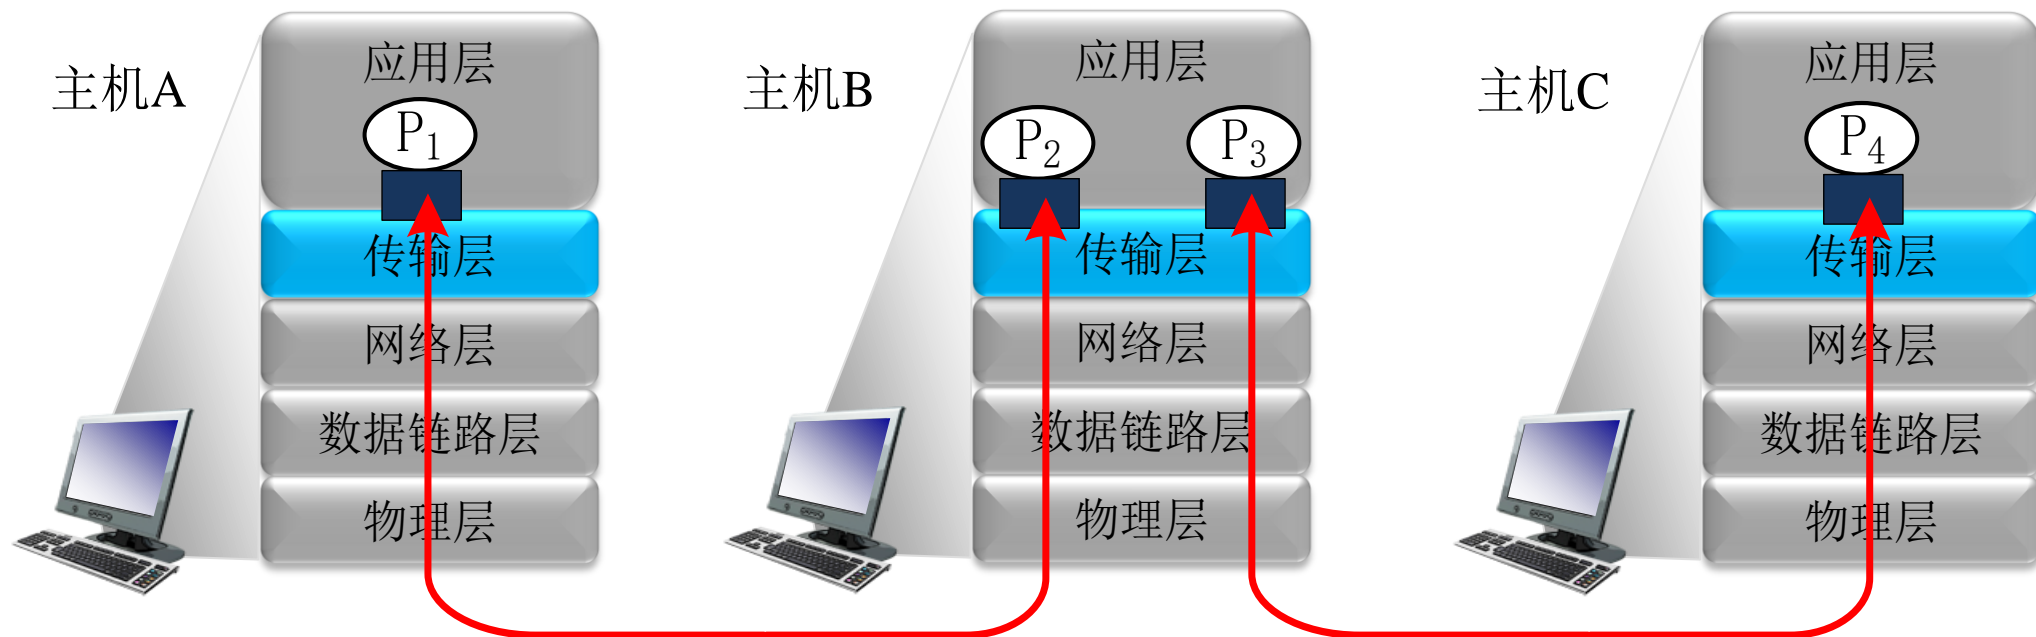 主机A
应用层
P₁
传输层
网络层
数据链路层
物理层
主机B
应用层
P₂ P₃
传输层
网络层
数据链路层
物理层
主机C
应用层
P₄
传输层
网络层
数据链路层
物理层